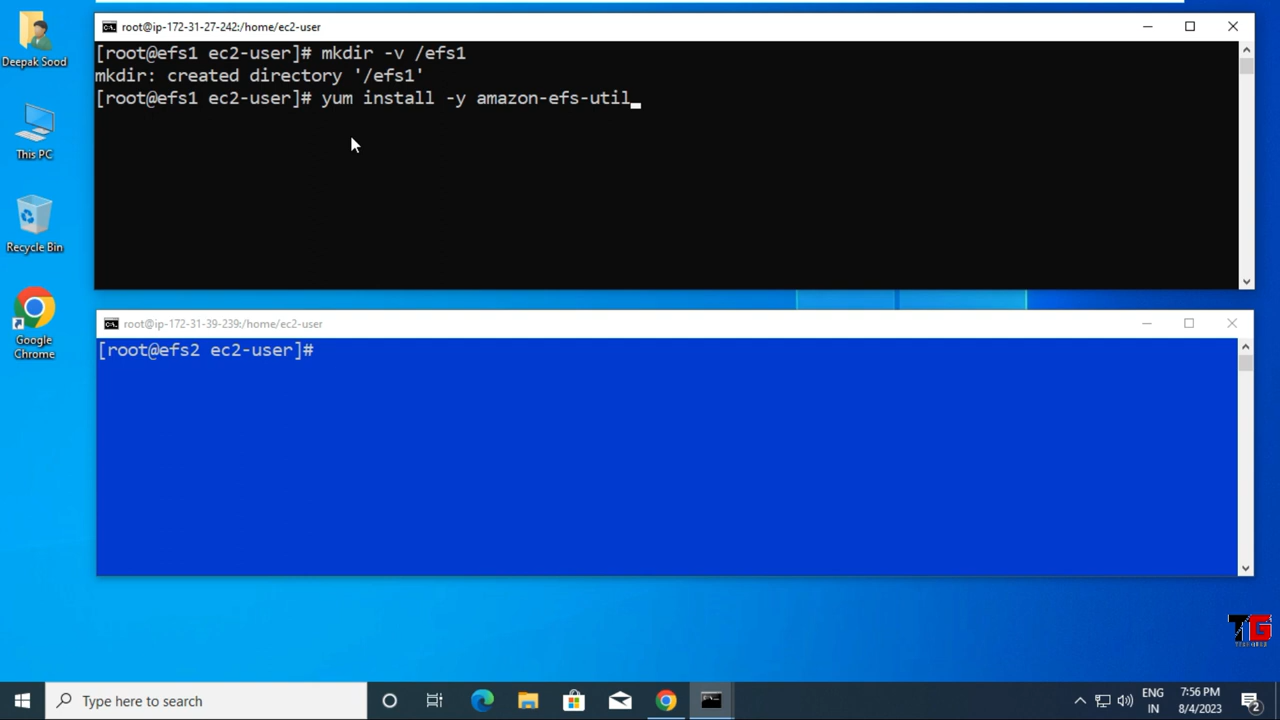 root@ip-172-31-27-242:/home/ec2-user
[root@efs1 ec2-user]# mkdir -v /efs1
mkdir: created directory '/efs1'
[root@efs1 ec2-user]# yum install -y amazon-efs-util
root@ip-172-31-39-239:/home/ec2-user
[root@efs2 ec2-user]#
Deepak Sood
This PC
Recycle Bin
Google
Chrome
TG
Type here to search
ENG
IN
7:56 PM
8/4/2023
2